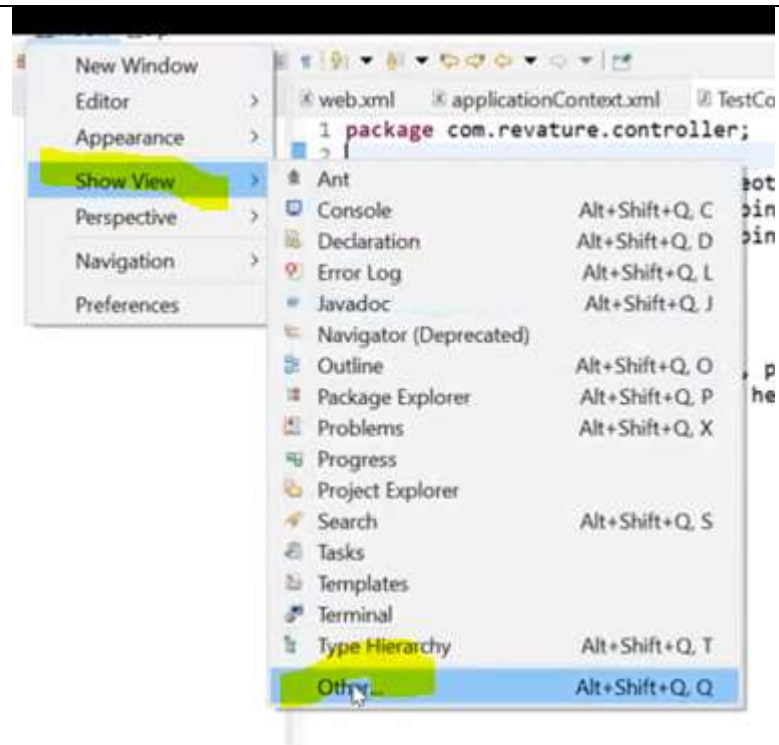 New Window
Editor
Appearance
Show View
Perspective
Navigation
Preferences
web.xml applicationContext.xml TestCo
1 package com.revature.controller;
2
Ant
Console Alt+Shift+Q, C
Declaration Alt+Shift+Q, D
Error Log Alt+Shift+Q, L
Javadoc Alt+Shift+Q, J
Navigator (Deprecated)
Outline Alt+Shift+Q, O
Package Explorer Alt+Shift+Q, P
Problems Alt+Shift+Q, X
Progress
Project Explorer
Search Alt+Shift+Q, S
Tasks
Templates
Terminal
Type Hierarchy Alt+Shift+Q, T
Other... Alt+Shift+Q, Q